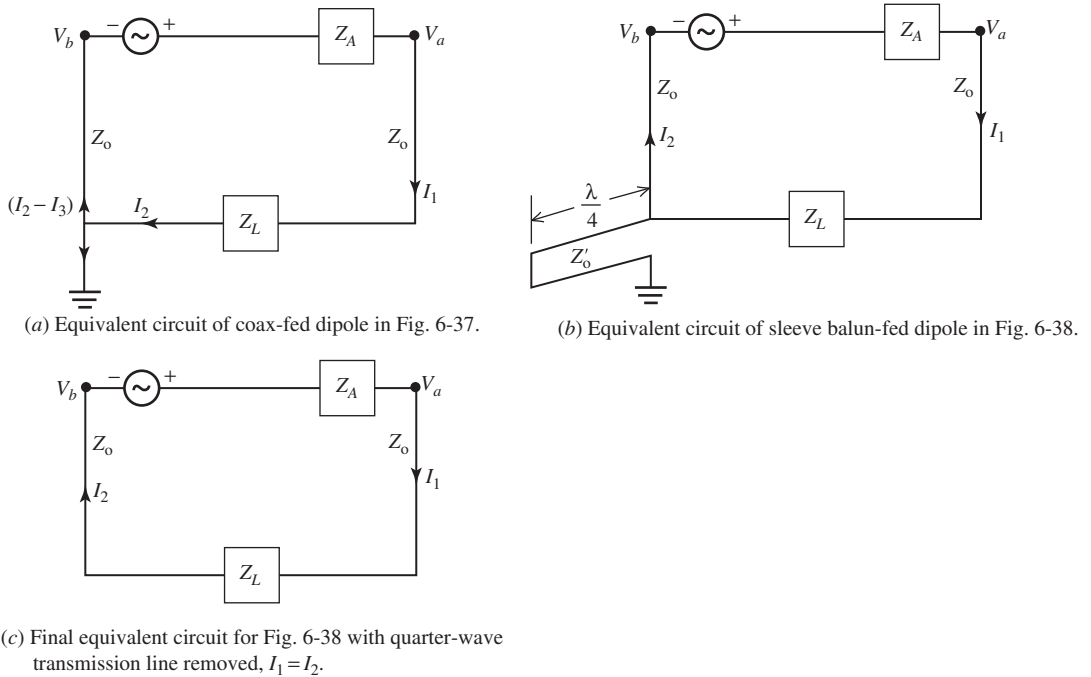 V_b − + Z_A V_a
Z_o Z_o
(I_2 − I_3) I_2 Z_L I_1
(a) Equivalent circuit of coax-fed dipole in Fig. 6-37.
V_b − + Z_A V_a
Z_o Z_o
I_2 I_1
λ/4 Z_L
Z′_o
(b) Equivalent circuit of sleeve balun-fed dipole in Fig. 6-38.
V_b − + Z_A V_a
Z_o Z_o
I_2 I_1
Z_L
(c) Final equivalent circuit for Fig. 6-38 with quarter-wave
transmission line removed, I_1 = I_2.